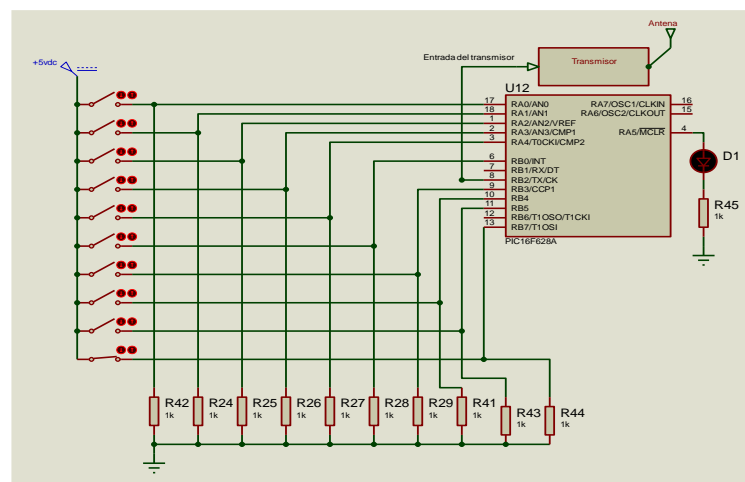 Antena
+5vdc
Entrada del transmisor
Transmisor
U12
17 RA0/AN0 RA7/OSC1/CLKIN 16
18 RA1/AN1 RA6/OSC2/CLKOUT 15
1 RA2/AN2/VREF
2 RA3/AN3/CMP1 RA5/MCLR 4
3 RA4/T0CKI/CMP2
6 RB0/INT
7 RB1/RX/DT
8 RB2/TX/CK
9 RB3/CCP1
10 RB4
11 RB5
12 RB6/T1OSO/T1CKI
13 RB7/T1OSI
PIC16F628A
D1
R45
1k
R42 R24 R25 R26 R27 R28 R29 R41 R43 R44
1k 1k 1k 1k 1k 1k 1k 1k 1k 1k